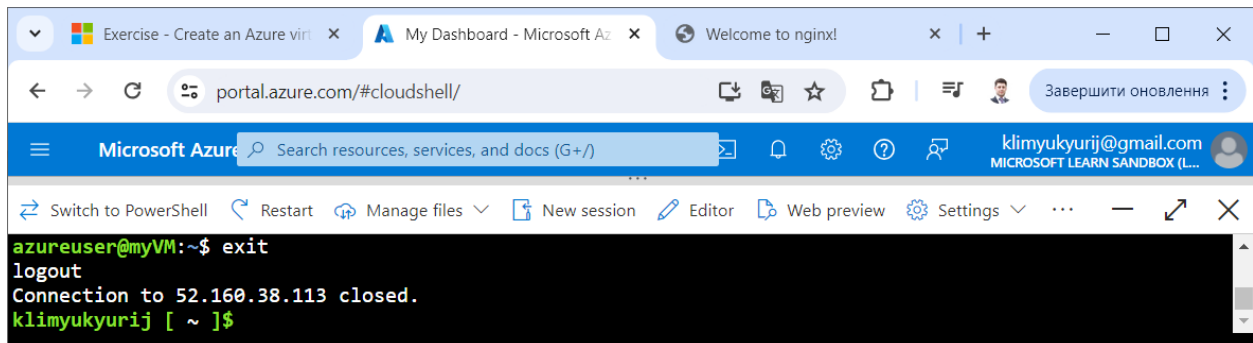 Exercise - Create an Azure virt
My Dashboard - Microsoft Az
Welcome to nginx!
portal.azure.com/#cloudshell/
Завершити оновлення
Microsoft Azure
Search resources, services, and docs (G+/)
klimyukyurij@gmail.com
MICROSOFT LEARN SANDBOX (L...
Switch to PowerShell
Restart
Manage files
New session
Editor
Web preview
Settings
azureuser@myVM:~$ exit
logout
Connection to 52.160.38.113 closed.
klimyukyurij [ ~ ]$